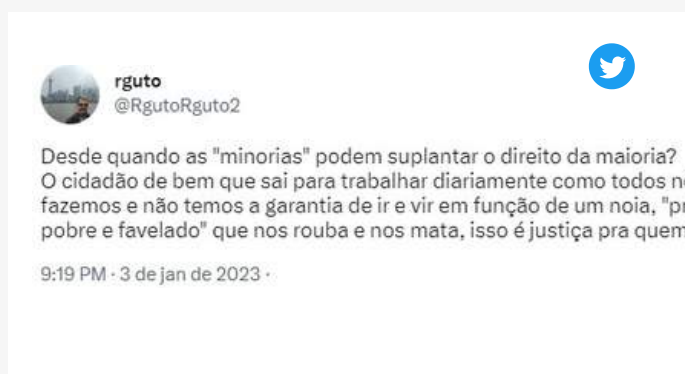 rguto
@RgutoRguto2
Desde quando as "minorias" podem suplantar o direito da maioria?
O cidadão de bem que sai para trabalhar diariamente como todos
fazemos e não temos a garantia de ir e vir em função de um noia,
pobre e favelado" que nos rouba e nos mata, isso é justiça pra quem
9:19 PM · 3 de jan de 2023 ·